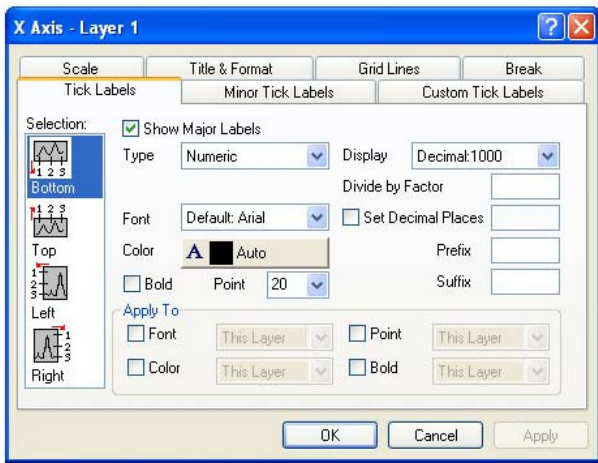 X Axis - Layer 1
Scale Title & Format Grid Lines Break
Tick Labels Minor Tick Labels Custom Tick Labels
Selection:
1 2 3
Bottom
1 2 3
Top
1
2
3
Left
1
2
3
Right
Show Major Labels
Type Numeric Display Decimal:1000
Divide by Factor
Font Default: Arial Set Decimal Places
Color A Auto Prefix
Bold Point 20 Suffix
Apply To
Font This Layer Point This Layer
Color This Layer Bold This Layer
OK Cancel Apply